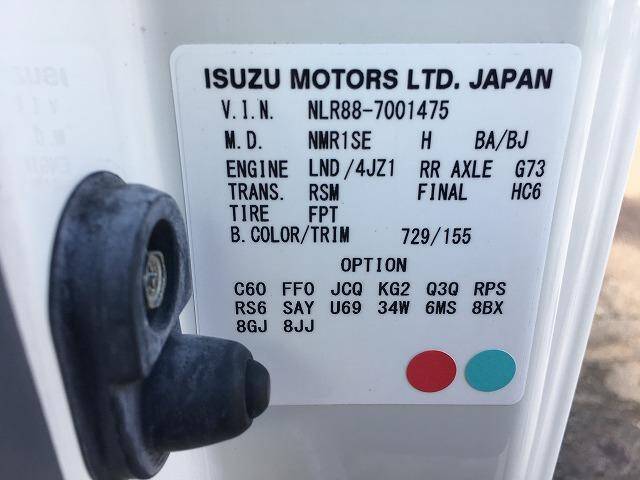 ISUZU MOTORS LTD. JAPAN
V.I.N. NLR88-7001475
M.D. NMR1SE H BA/BJ
ENGINE LND/4JZ1 RR AXLE G73
TRANS. RSM FINAL HC6
TIRE FPT
B.COLOR/TRIM 729/155
OPTION
C60 FF0 JCQ KG2 Q3Q RPS
RS6 SAY U69 34W 6MS 8BX
8GJ 8JJ